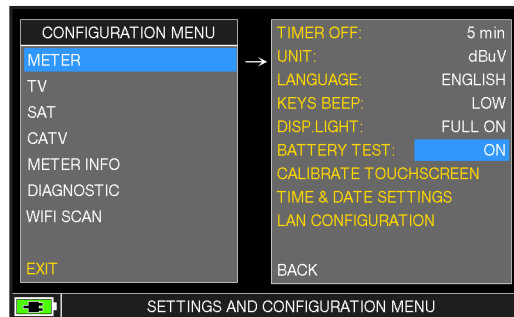 CONFIGURATION MENU
METER
TV
SAT
CATV
METER INFO
DIAGNOSTIC
WIFI SCAN
EXIT
→
TIMER OFF: 5 min
UNIT: dBuV
LANGUAGE: ENGLISH
KEYS BEEP: LOW
DISP.LIGHT: FULL ON
BATTERY TEST: ON
CALIBRATE TOUCHSCREEN
TIME & DATE SETTINGS
LAN CONFIGURATION
BACK
SETTINGS AND CONFIGURATION MENU